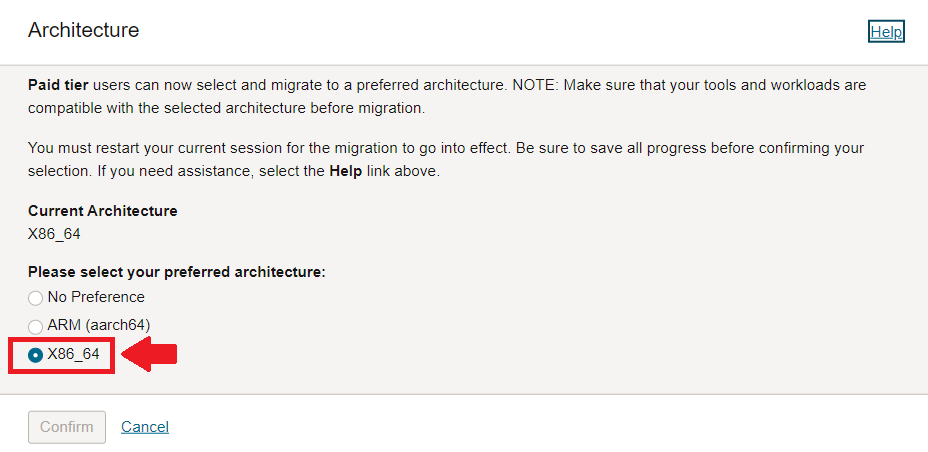 Architecture
Help
Paid tier users can now select and migrate to a preferred architecture. NOTE: Make sure that your tools and workloads are
compatible with the selected architecture before migration.
You must restart your current session for the migration to go into effect. Be sure to save all progress before confirming your
selection. If you need assistance, select the Help link above.
Current Architecture
X86_64
Please select your preferred architecture:
No Preference
ARM (aarch64)
X86_64
Confirm
Cancel